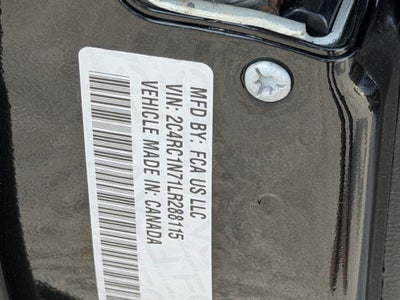 MFD BY: FCA US LLC
VIN: 2C4RC1N71LR288115
VEHICLE MADE IN: CANADA